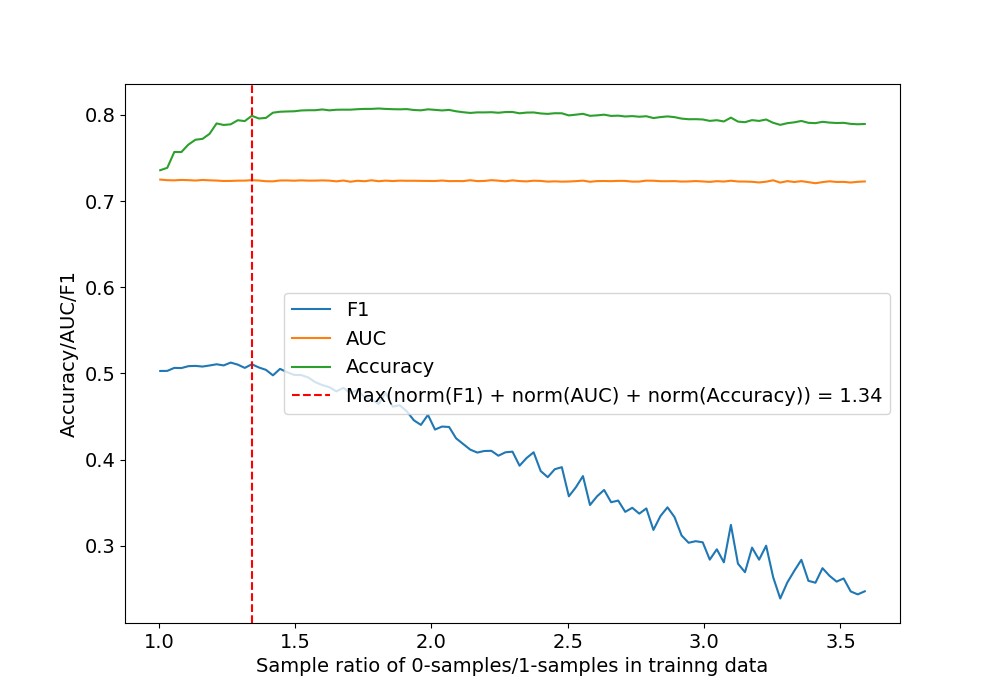 0.8
0.7
0.6
0.5
0.4
0.3
Accuracy/AUC/F1
F1
AUC
Accuracy
Max(norm(F1) + norm(AUC) + norm(Accuracy)) = 1.34
1.0 1.5 2.0 2.5 3.0 3.5
Sample ratio of 0-samples/1-samples in trainng data